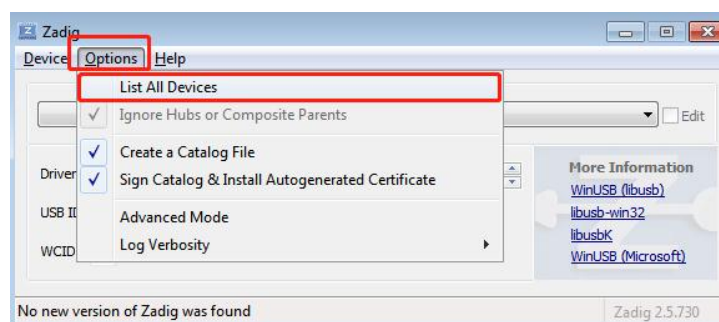 Zadig
Device Options Help
List All Devices
Ignore Hubs or Composite Parents
Edit
Create a Catalog File
Driver
Sign Catalog & Install Autogenerated Certificate
More Information
WinUSB (libusb)
USB
Advanced Mode
libusb-win32
WCID
Log Verbosity
libusbK
WinUSB (Microsoft)
No new version of Zadig was found
Zadig 2.5.730